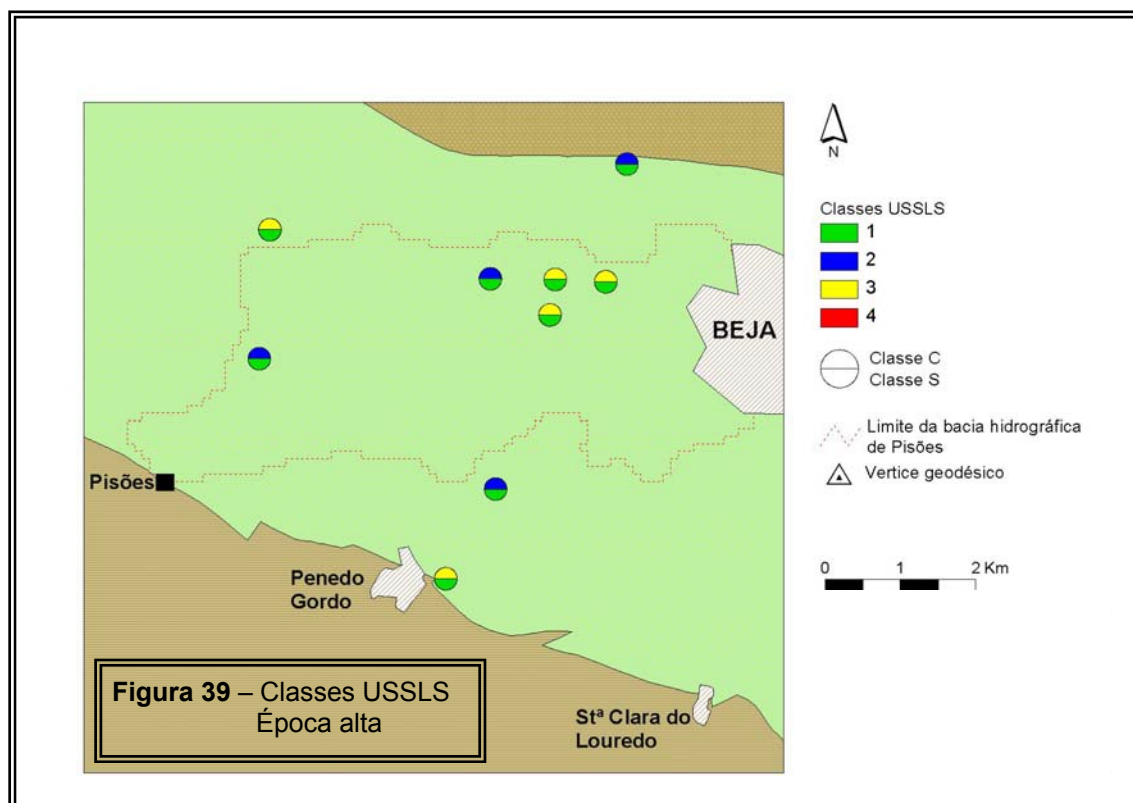 N
Classes USSLS
1
2
3
4
Classe C
Classe S
Limite da bacia hidrográfica
de Pisões
Vertice geodésico
0 1 2 Km
BEJA
Pisões
Penedo
Gordo
Stª Clara do
Louredo
Figura 39 – Classes USSLS
Época alta